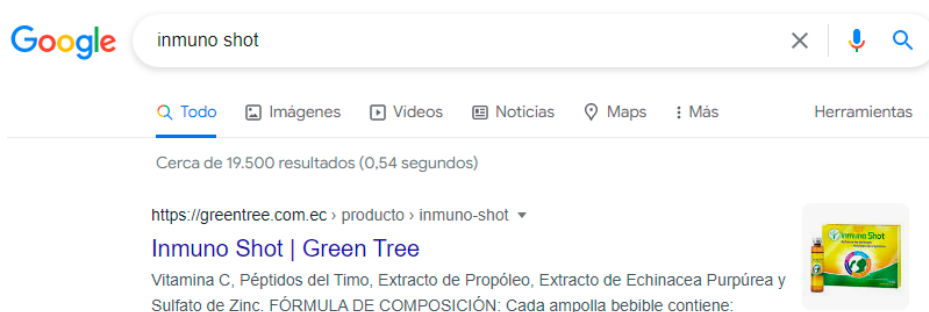 Google inmuno shot
Todo Imágenes Videos Noticias Maps Más Herramientas
Cerca de 19.500 resultados (0,54 segundos)
https://greentree.com.ec › producto › inmuno-shot
Inmuno Shot | Green Tree
Vitamina C, Péptidos del Timo, Extracto de Propóleo, Extracto de Echinacea Purpúrea y
Sulfato de Zinc. FÓRMULA DE COMPOSICIÓN: Cada ampolla bebible contiene:
Inmuno Shot